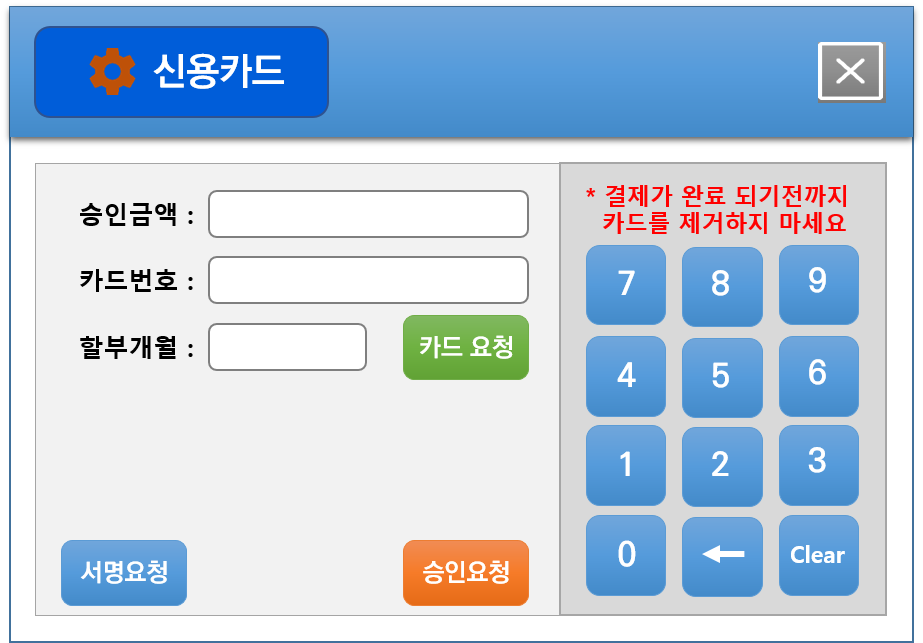 신용카드
승인금액 :
카드번호 :
할부개월 :
카드 요청
서명요청
승인요청
* 결제가 완료 되기전까지
카드를 제거하지 마세요
7 8 9
4 5 6
1 2 3
0 ← Clear